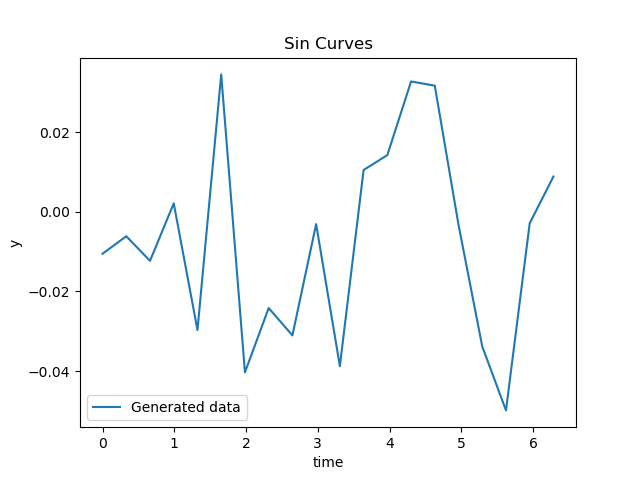 Sin Curves
y
0.02
0.00
−0.02
−0.04
Generated data
0 1 2 3 4 5 6
time